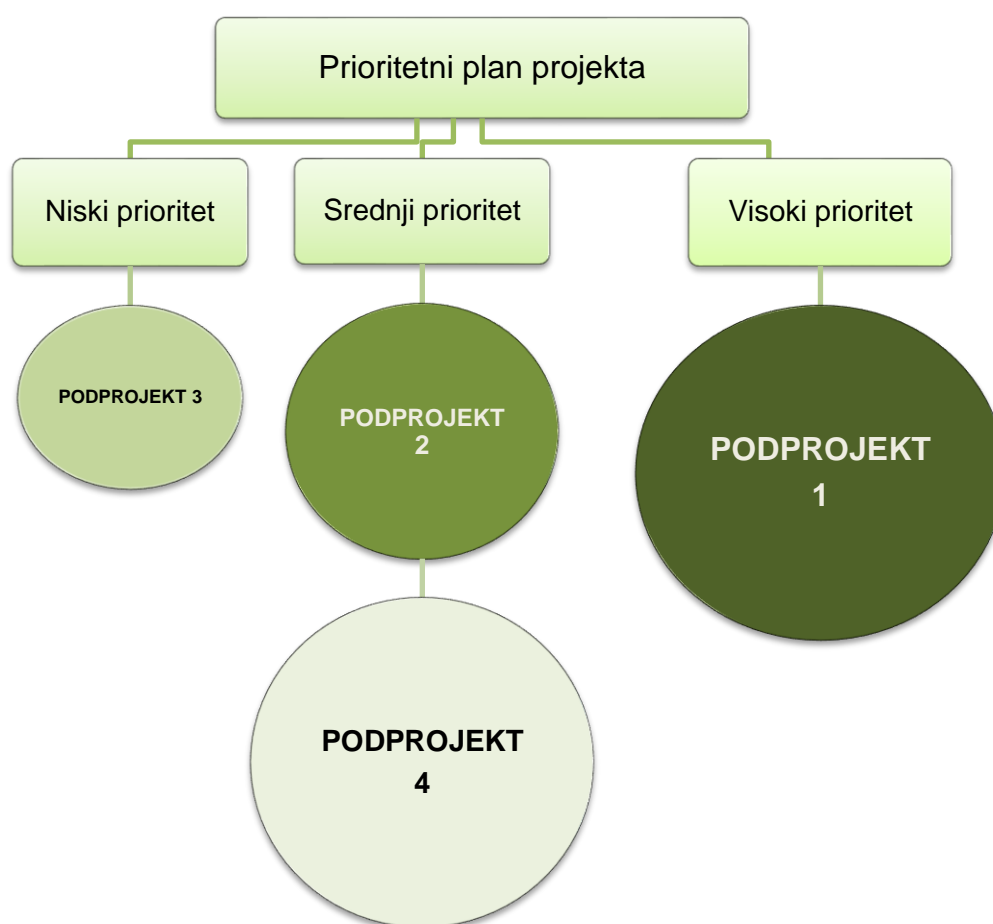 Prioritetni plan projekta
Niski prioritet
Srednji prioritet
Visoki prioritet
PODPROJEKT 3
PODPROJEKT
2
PODPROJEKT
1
PODPROJEKT
4